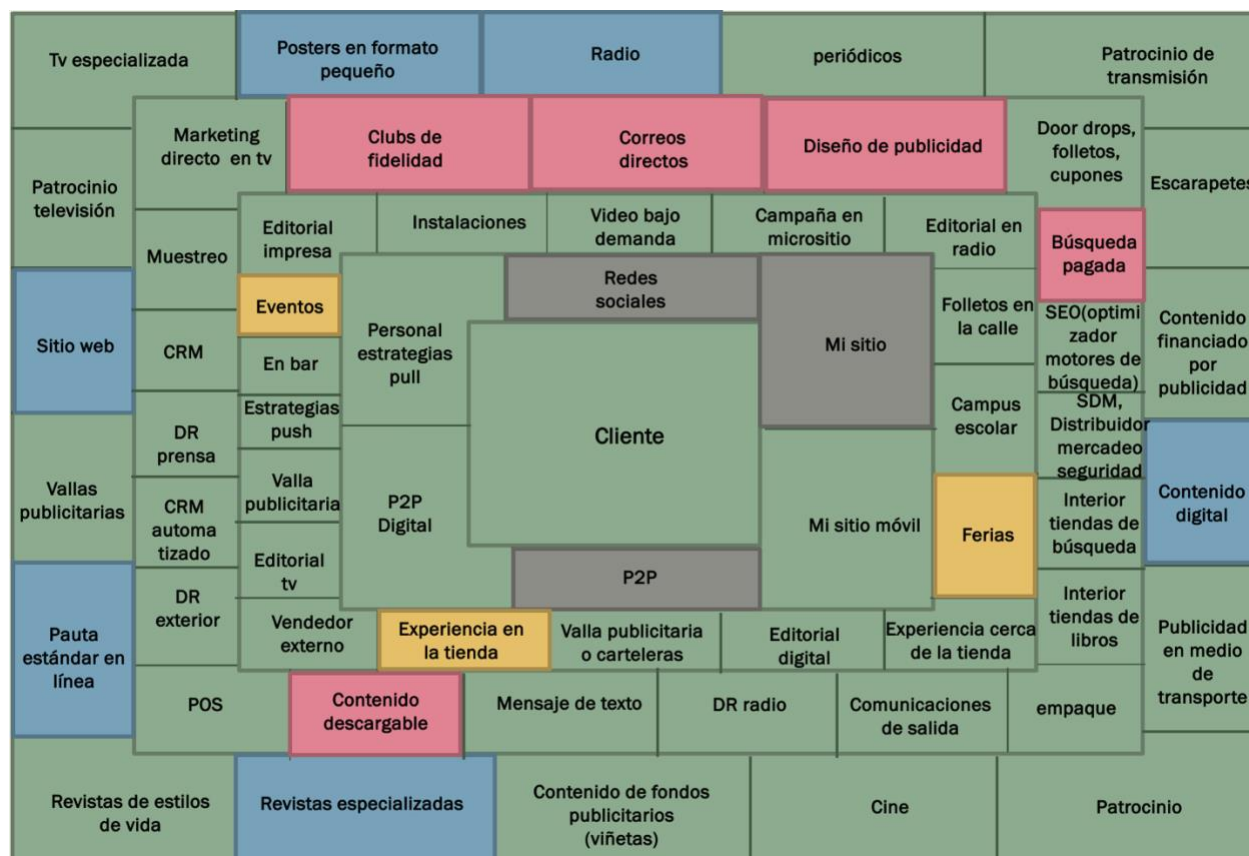 Tv especializada
Posters en formato
pequeño
Radio
periódicos
Patrocinio de
transmisión
Marketing
directo en tv
Clubs de
fidelidad
Correos
directos
Diseño de publicidad
Door drops,
folletos,
cupones
Patrocinio
televisión
Escarapetes
Editorial
impresa
Instalaciones
Video bajo
demanda
Campaña en
micrositio
Editorial en
radio
Muestreo
Búsqueda
pagada
Eventos
Redes
sociales
Sitio web
CRM
En bar
Personal
estrategias
pull
Mi sitio
Folletos en
la calle
SEO(optimi
zador
motores de
búsqueda)
Contenido
financiado
por
publicidad
Estrategias
push
Cliente
Campus
escolar
SDM,
Distribuidor
mercadeo
seguridad
DR
prensa
Vallas
publicitarias
Valla
publicitaria
P2P
Digital
Mi sitio móvil
Ferias
Interior
tiendas de
búsqueda
Contenido
digital
CRM
automa
tizado
Editorial
tv
P2P
DR
exterior
Interior
tiendas de
libros
Pauta
estándar en
línea
Vendedor
externo
Experiencia en
la tienda
Valla publicitaria
o carteleras
Editorial
digital
Experiencia cerca
de la tienda
Publicidad
en medio
de
transporte
POS
Contenido
descargable
Mensaje de texto
DR radio
Comunicaciones
de salida
empaque
Revistas de estilos
de vida
Revistas especializadas
Contenido de fondos
publicitarios
(viñetas)
Cine
Patrocinio